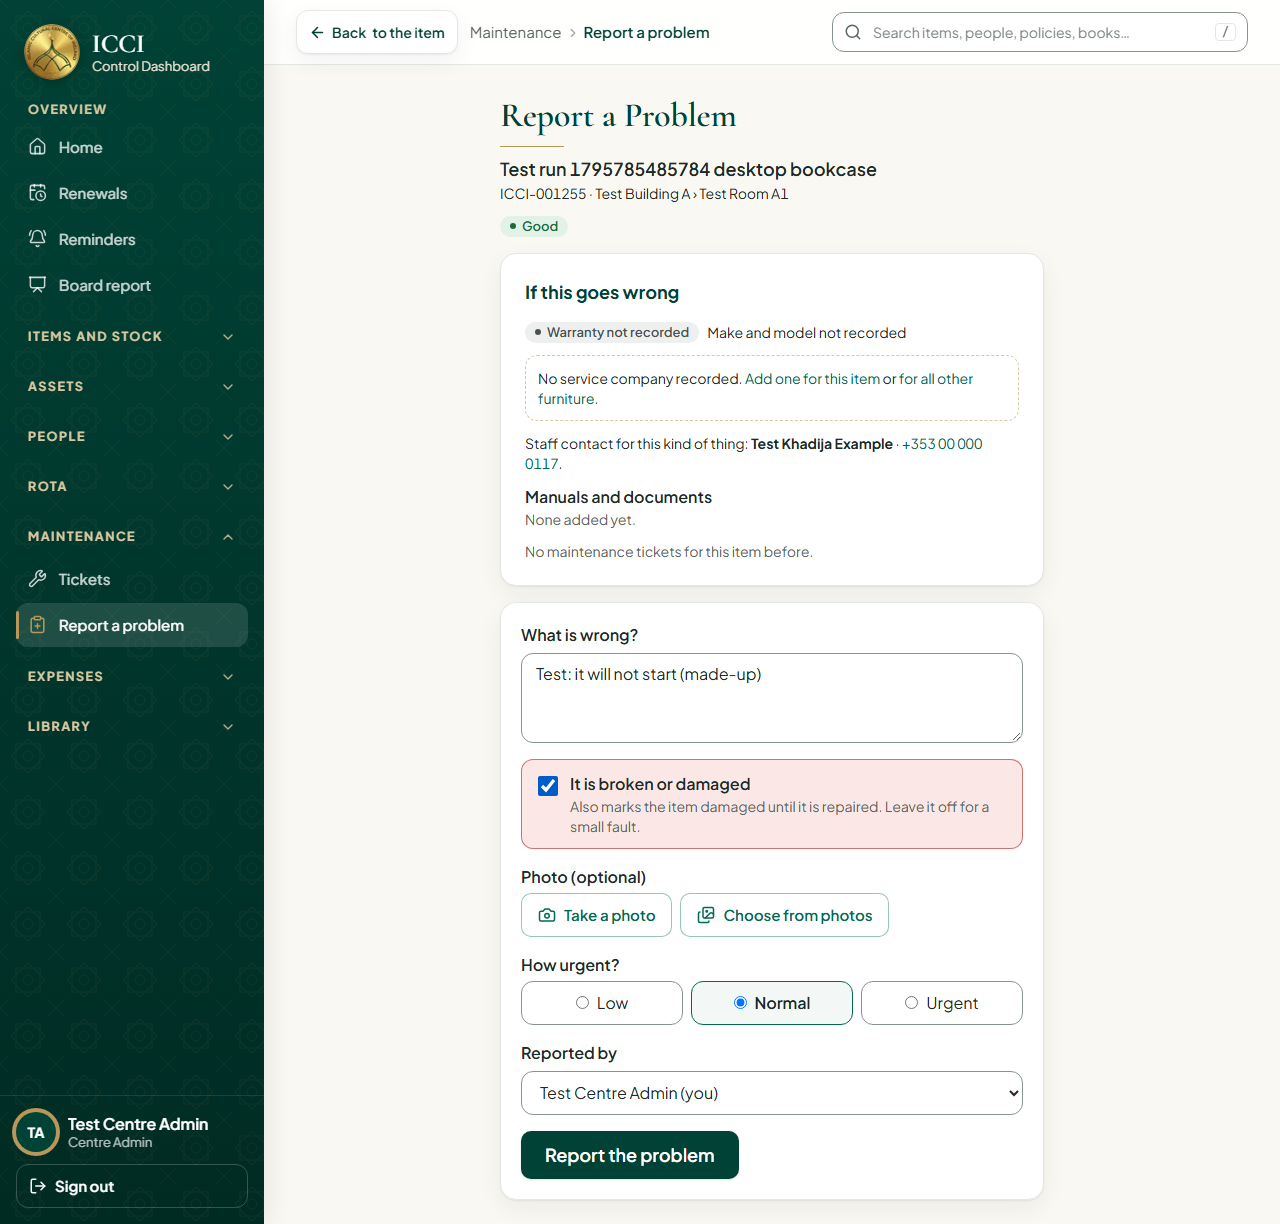 ICCI
Control Dashboard
OVERVIEW
Home
Renewals
Reminders
Board report
ITEMS AND STOCK
ASSETS
PEOPLE
ROTA
MAINTENANCE
Tickets
Report a problem
EXPENSES
LIBRARY
TA
Test Centre Admin
Centre Admin
Sign out
Back to the item
Maintenance › Report a problem
Search items, people, policies, books…
/
Report a Problem
Test run 1795785485784 desktop bookcase
ICCI-001255 · Test Building A › Test Room A1
Good
If this goes wrong
Warranty not recorded Make and model not recorded
No service company recorded. Add one for this item or for all other
furniture.
Staff contact for this kind of thing: Test Khadija Example · +353 00 000
0117.
Manuals and documents
None added yet.
No maintenance tickets for this item before.
What is wrong?
Test: it will not start (made-up)
It is broken or damaged
Also marks the item damaged until it is repaired. Leave it off for a
small fault.
Photo (optional)
Take a photo
Choose from photos
How urgent?
Low
Normal
Urgent
Reported by
Test Centre Admin (you)
Report the problem